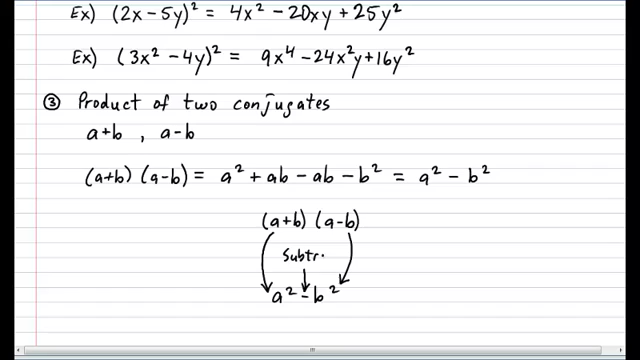 Ex) (2x - 5y)² = 4x² - 20xy + 25y²
Ex) (3x² - 4y)² = 9x⁴ - 24x²y + 16y²
③ Product of two conjugates
a+b , a-b
(a+b) (a-b) = a² + ab - ab - b² = a² - b²
(a+b) (a-b)
Subtr.
a² - b²